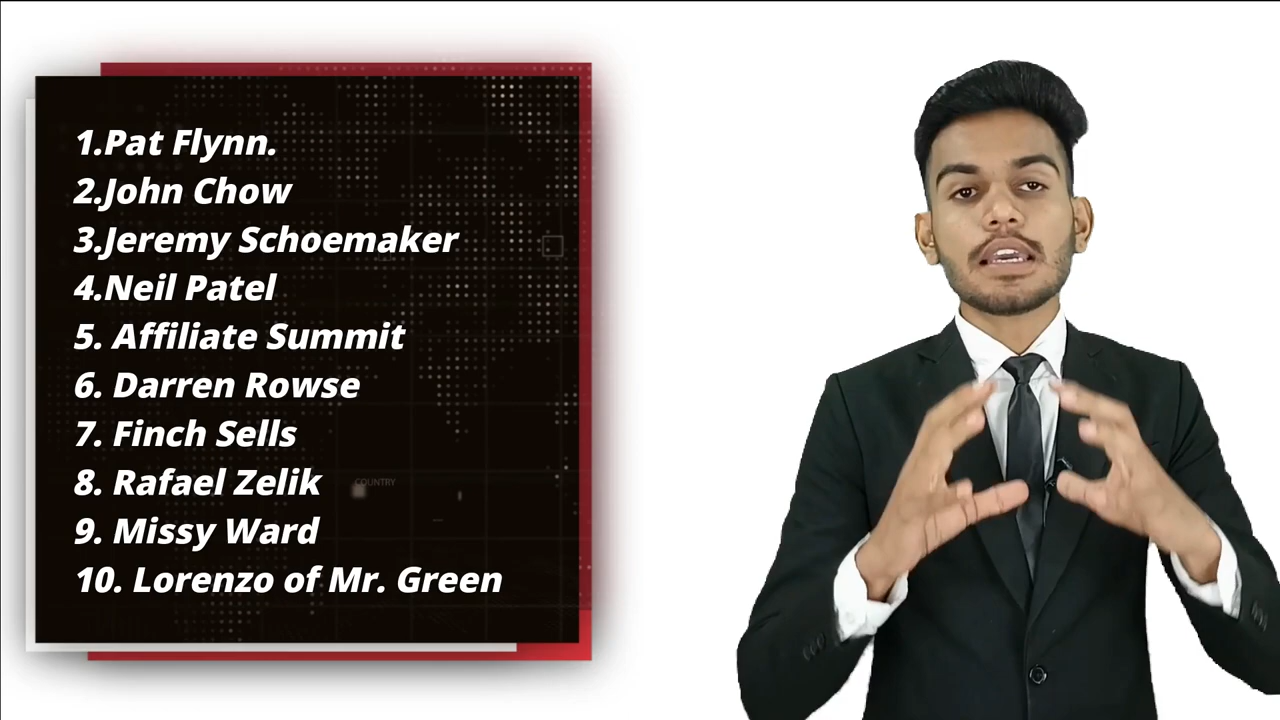 1.Pat Flynn.
2.John Chow
3.Jeremy Schoemaker
4.Neil Patel
5. Affiliate Summit
6. Darren Rowse
7. Finch Sells
8. Rafael Zelik
COUNTRY
9. Missy Ward
10. Lorenzo of Mr. Green